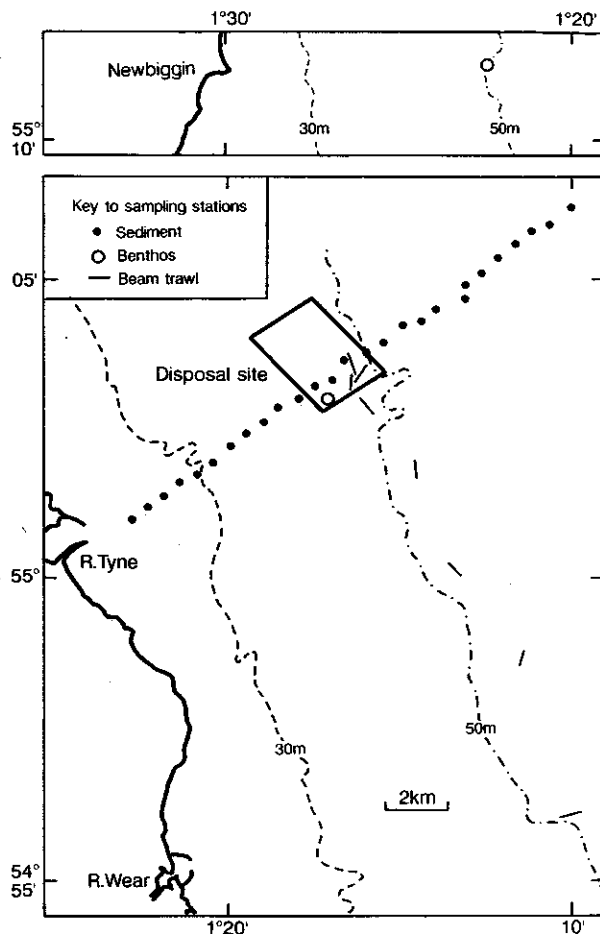 1°30'
1°20'
Newbiggin
55°
10'
30m
50m
Key to sampling stations
Sediment
Benthos
Beam trawl
05'
Disposal site
R.Tyne
55°
50m
30m
2km
54°
55'
R.Wear
1°20'
10'